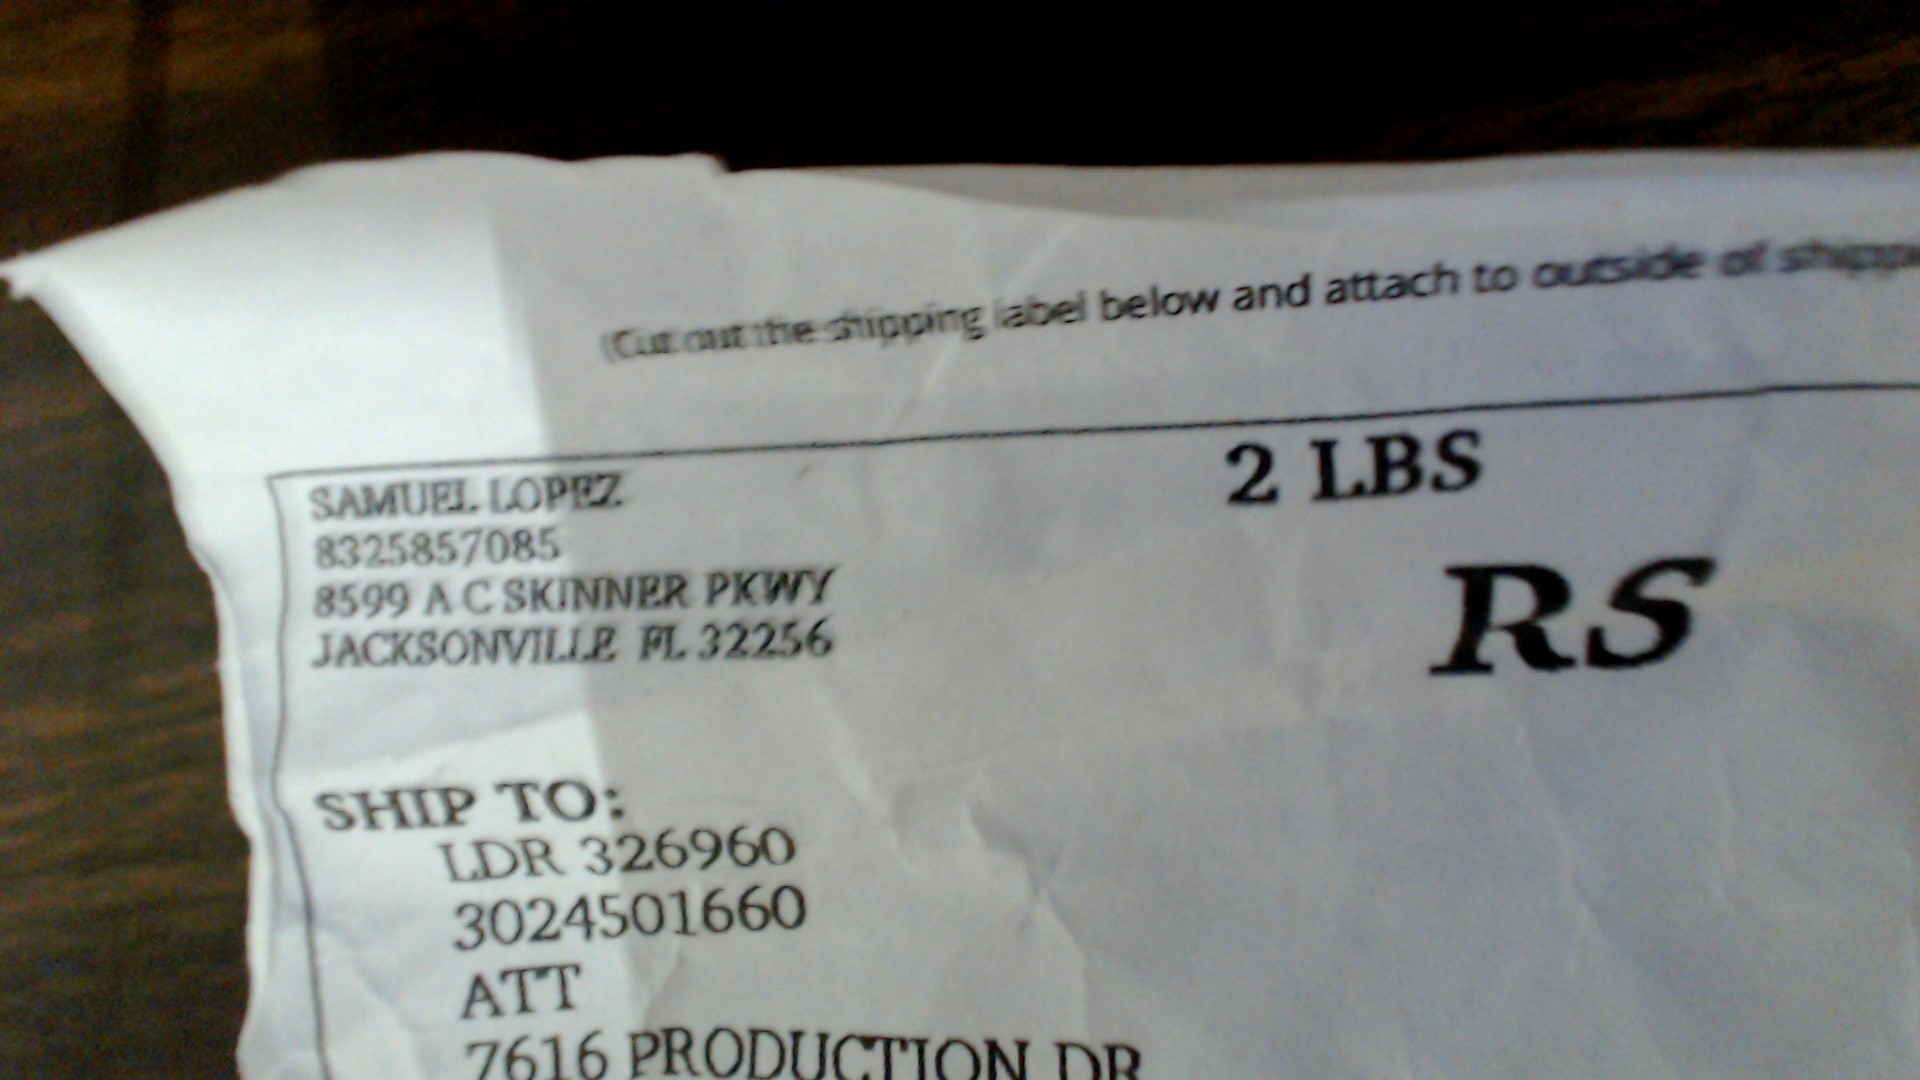 (Cut out the shipping label below and attach to outside of
SAMUEL LOPEZ
2 LBS
8325857085
8599 A C SKINNER PKWY
JACKSONVILLE FL 32256
RS
SHIP TO:
LDR 326960
3024501660
ATT
7616 PRODUCTION DR